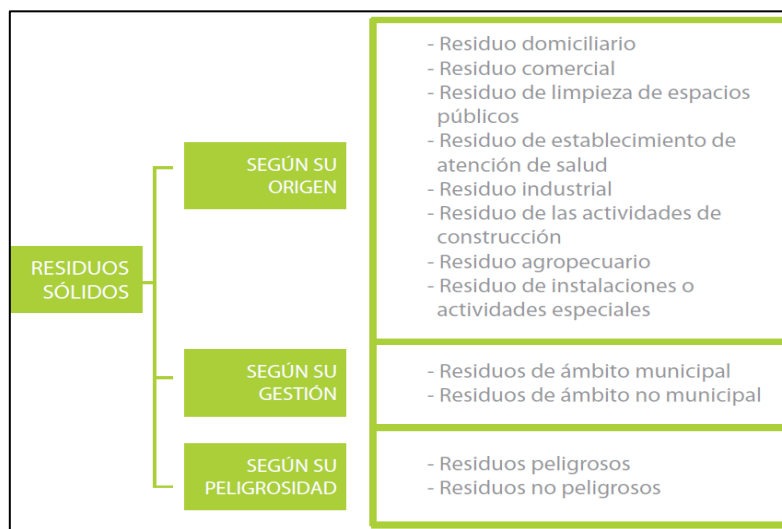 RESIDUOS
SÓLIDOS
SEGÚN SU
ORIGEN
- Residuo domiciliario
- Residuo comercial
- Residuo de limpieza de espacios
públicos
- Residuo de establecimiento de
atención de salud
- Residuo industrial
- Residuo de las actividades de
construcción
- Residuo agropecuario
- Residuo de instalaciones o
actividades especiales
SEGÚN SU
GESTIÓN
- Residuos de ámbito municipal
- Residuos de ámbito no municipal
SEGÚN SU
PELIGROSIDAD
- Residuos peligrosos
- Residuos no peligrosos